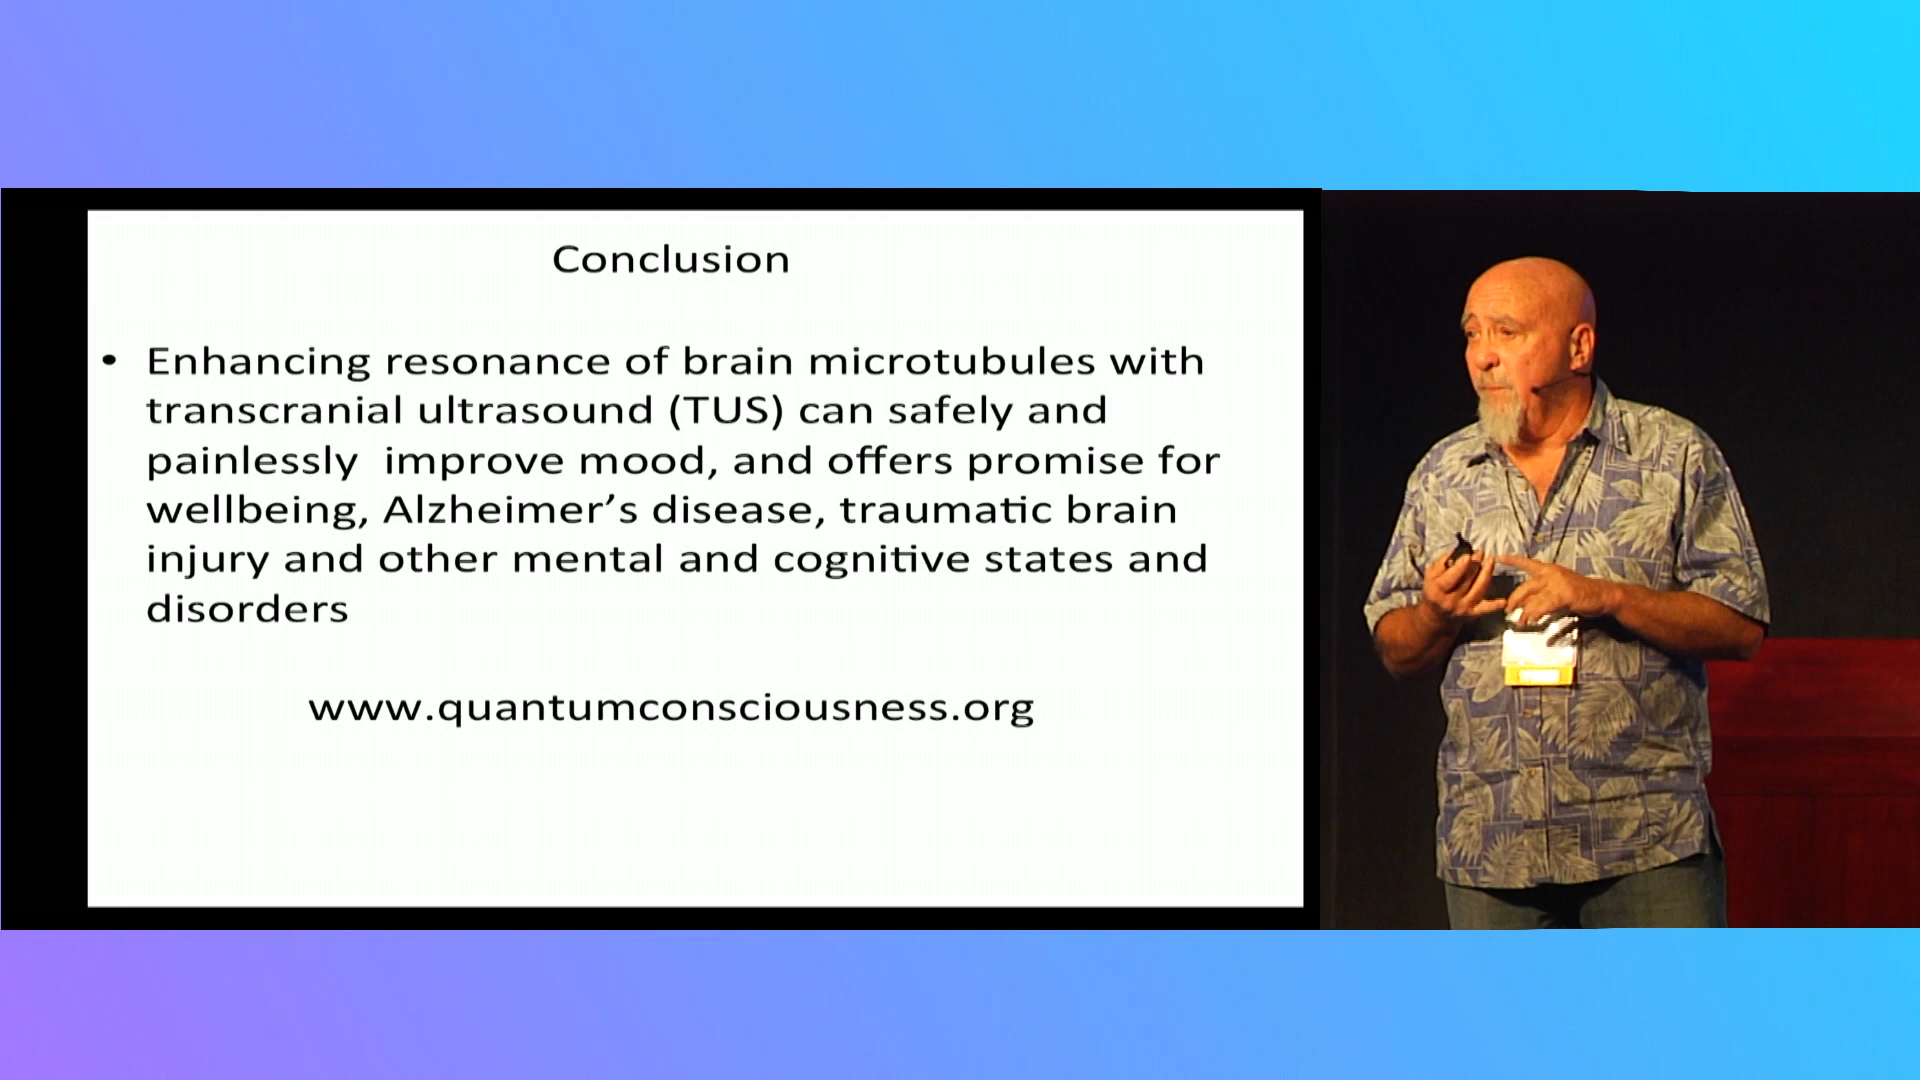 Conclusion
• Enhancing resonance of brain microtubules with
transcranial ultrasound (TUS) can safely and
painlessly  improve mood, and offers promise for
wellbeing, Alzheimer’s disease, traumatic brain
injury and other mental and cognitive states and
disorders
www.quantumconsciousness.org